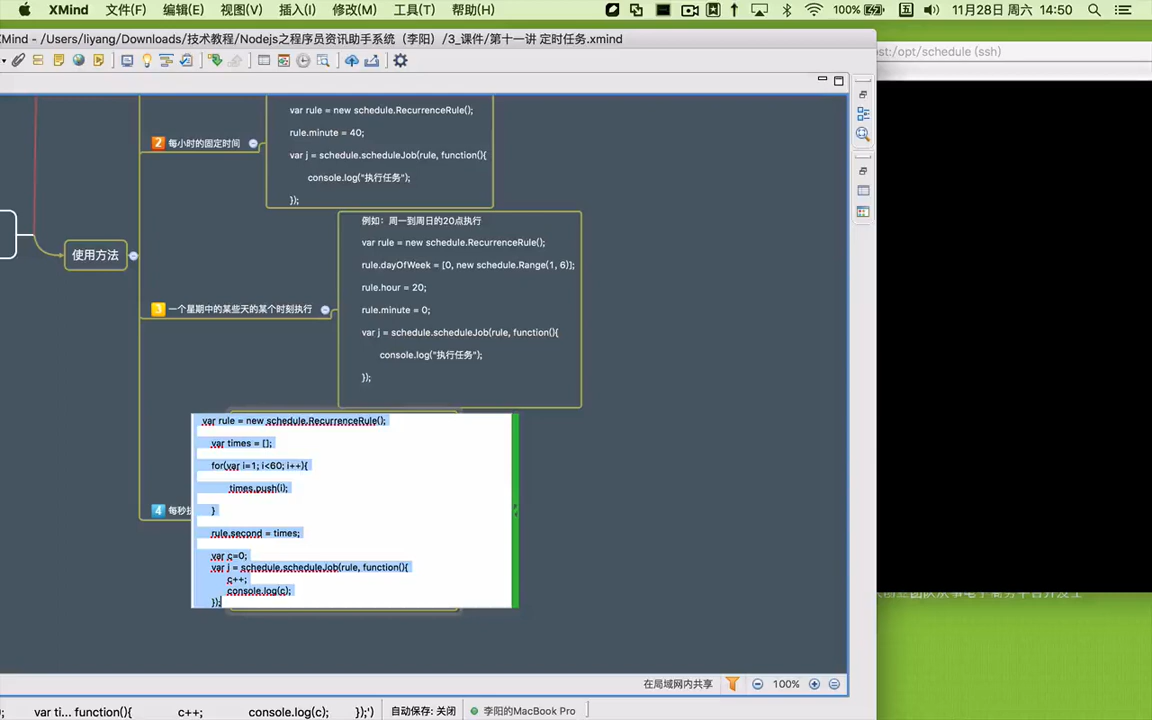 XMind 文件(F) 编辑(E) 视图(V) 插入(I) 修改(M) 工具(T) 帮助(H) 100% 五 11月28日 周六 14:50
XMind - /Users/liyang/Downloads/技术教程/Nodejs之程序员资讯助手系统（李阳）/3_课件/第十一讲 定时任务.xmind
ost:/opt/schedule (ssh)
var rule = new schedule.RecurrenceRule();
2 每小时的固定时间
rule.minute = 40;
var j = schedule.scheduleJob(rule, function(){
console.log("执行任务");
});
使用方法
3 一个星期中的某些天的某个时刻执行
例如：周一到周日的20点执行
var rule = new schedule.RecurrenceRule();
rule.dayOfWeek = [0, new schedule.Range(1, 6)];
rule.hour = 20;
rule.minute = 0;
var j = schedule.scheduleJob(rule, function(){
console.log("执行任务");
});
4 每秒
var rule = new schedule.RecurrenceRule();
var times = [];
for(var i=1; i<60; i++){
times.push(i);
}
rule.second = times;
var c=0;
var j = schedule.scheduleJob(rule, function(){
c++;
console.log(c);
});
在局域网内共享 100%
var ti... function(){ c++; console.log(c); });') 自动保存: 关闭 李阳的MacBook Pro